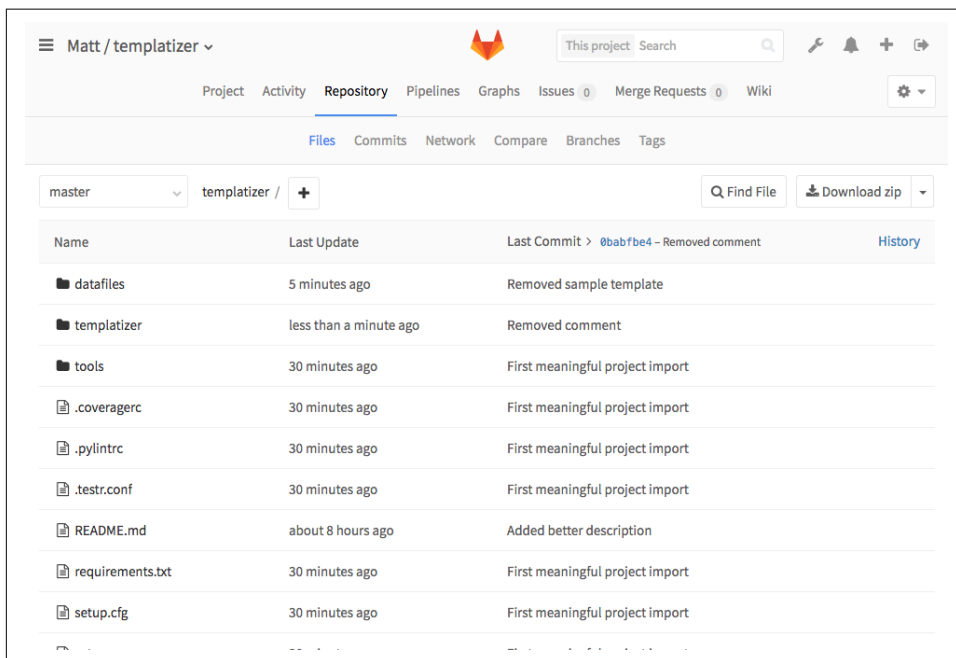 Matt / templatizer
This project Search
Project Activity Repository Pipelines Graphs Issues 0 Merge Requests 0 Wiki
Files Commits Network Compare Branches Tags
master templatizer / Find File Download zip
Name Last Update Last Commit > 0babfbe4 – Removed comment History
datafiles 5 minutes ago Removed sample template
templatizer less than a minute ago Removed comment
tools 30 minutes ago First meaningful project import
.coveragerc 30 minutes ago First meaningful project import
.pylintrc 30 minutes ago First meaningful project import
.testr.conf 30 minutes ago First meaningful project import
README.md about 8 hours ago Added better description
requirements.txt 30 minutes ago First meaningful project import
setup.cfg 30 minutes ago First meaningful project import